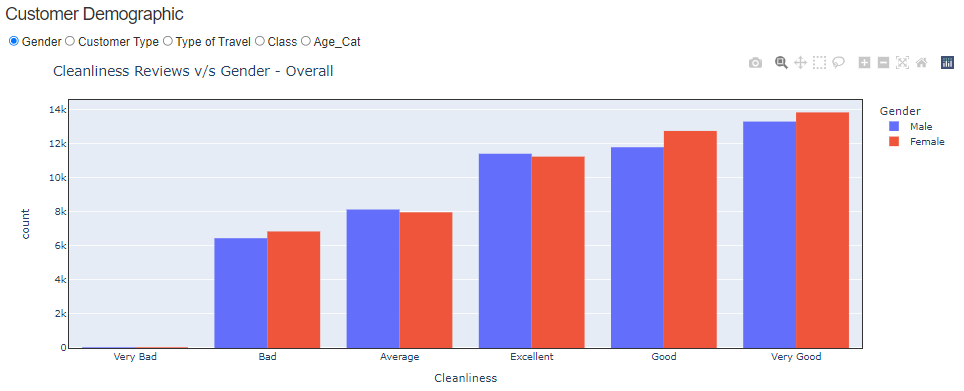 Customer Demographic
Gender Customer Type Type of Travel Class Age_Cat
Cleanliness Reviews v/s Gender - Overall
Gender
Male
Female
14k
12k
10k
8k
6k
4k
2k
0
count
Very Bad Bad Average Excellent Good Very Good
Cleanliness